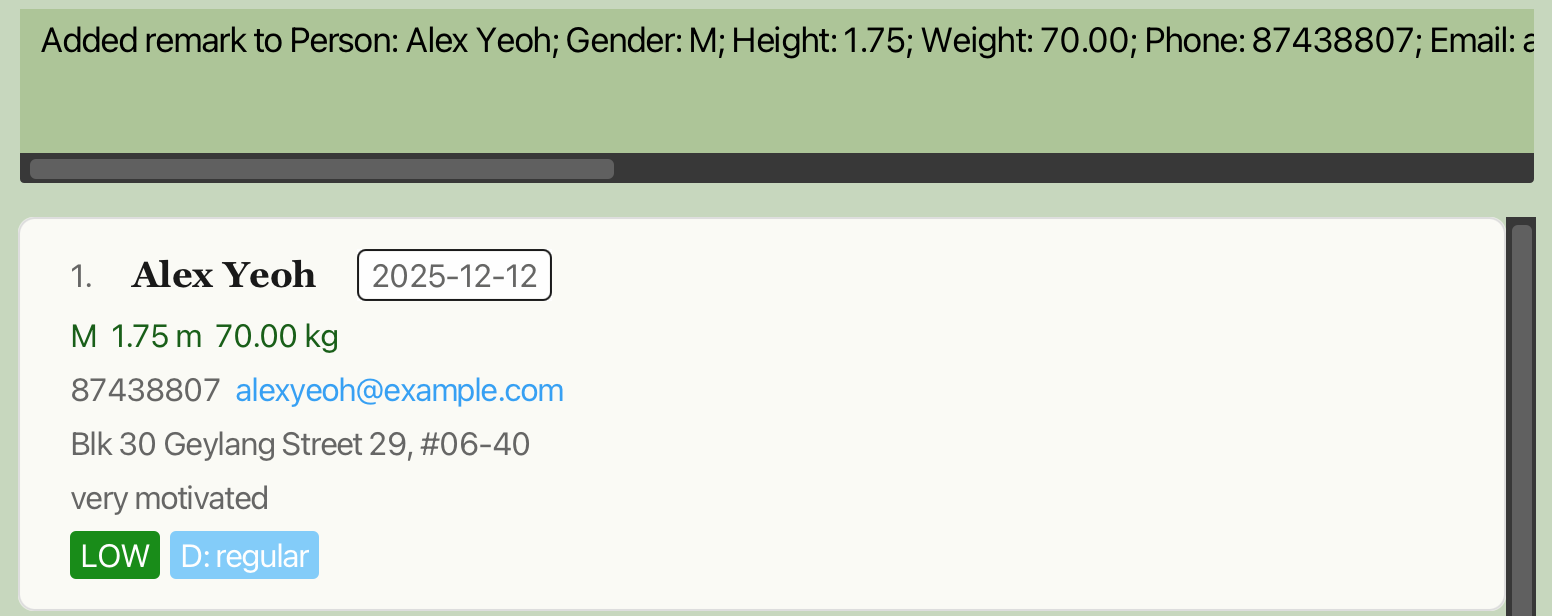 Added remark to Person: Alex Yeoh; Gender: M; Height: 1.75; Weight: 70.00; Phone: 87438807; Email: a
1. Alex Yeoh 2025-12-12
M 1.75 m 70.00 kg
87438807 alexyeoh@example.com
Blk 30 Geylang Street 29, #06-40
very motivated
LOW D: regular